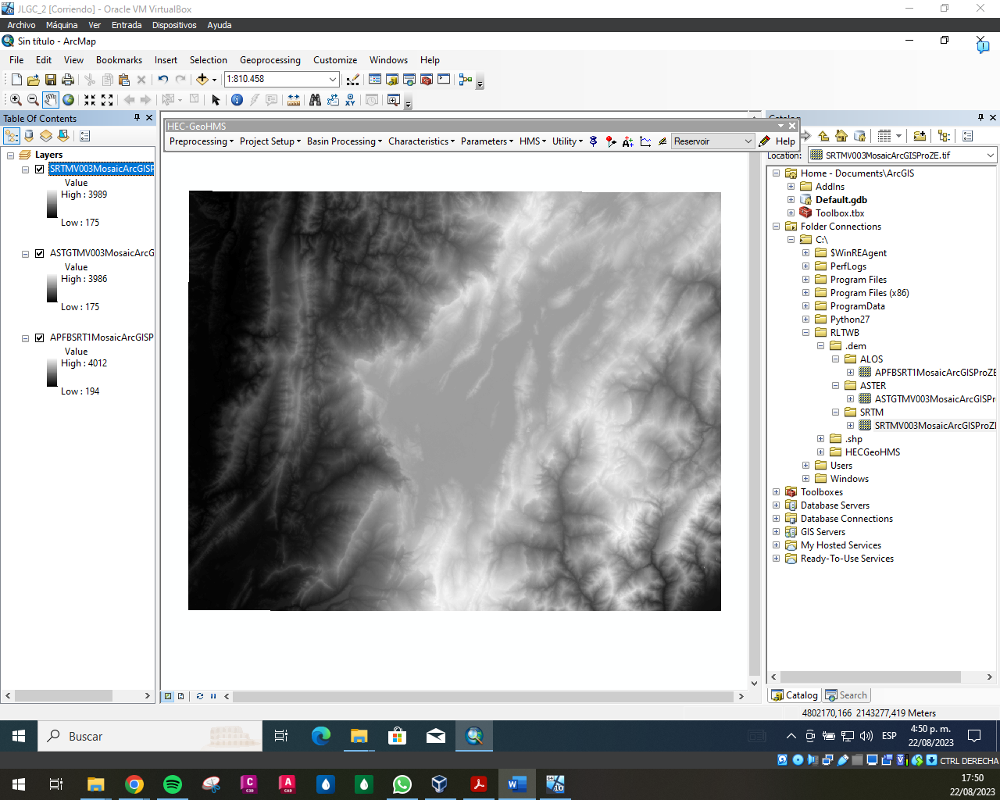 JLGC_2 [Corriendo] - Oracle VM VirtualBox
Archivo Máquina Ver Entrada Dispositivos Ayuda
Sin título - ArcMap
File Edit View Bookmarks Insert Selection Geoprocessing Customize Windows Help
1:810.458
Table Of Contents
Layers
SRTMV003MosaicArcGISP
Value
High : 3989
Low : 175
ASTGTMV003MosaicArcG
Value
High : 3986
Low : 175
APFBSRT1MosaicArcGISP
Value
High : 4012
Low : 194
HEC-GeoHMS
Preprocessing Project Setup Basin Processing Characteristics Parameters HMS Utility Reservoir Help
Location: SRTMV003MosaicArcGISProZE.tif
Home - Documents\ArcGIS
AddIns
Default.gdb
Toolbox.tbx
Folder Connections
C:\
$WinREAgent
PerfLogs
Program Files
Program Files (x86)
ProgramData
Python27
RLTWB
.dem
ALOS
APFBSRT1MosaicArcGISProZE
ASTER
ASTGTMV003MosaicArcGISPr
SRTM
SRTMV003MosaicArcGISProZ
.shp
HECGeoHMS
Users
Windows
Toolboxes
Database Servers
Database Connections
GIS Servers
My Hosted Services
Ready-To-Use Services
Catalog Search
4802170,166 2143277,419 Meters
Buscar
ESP
4:50 p. m.
22/08/2023
CTRL DERECHA
17:50
22/08/2023